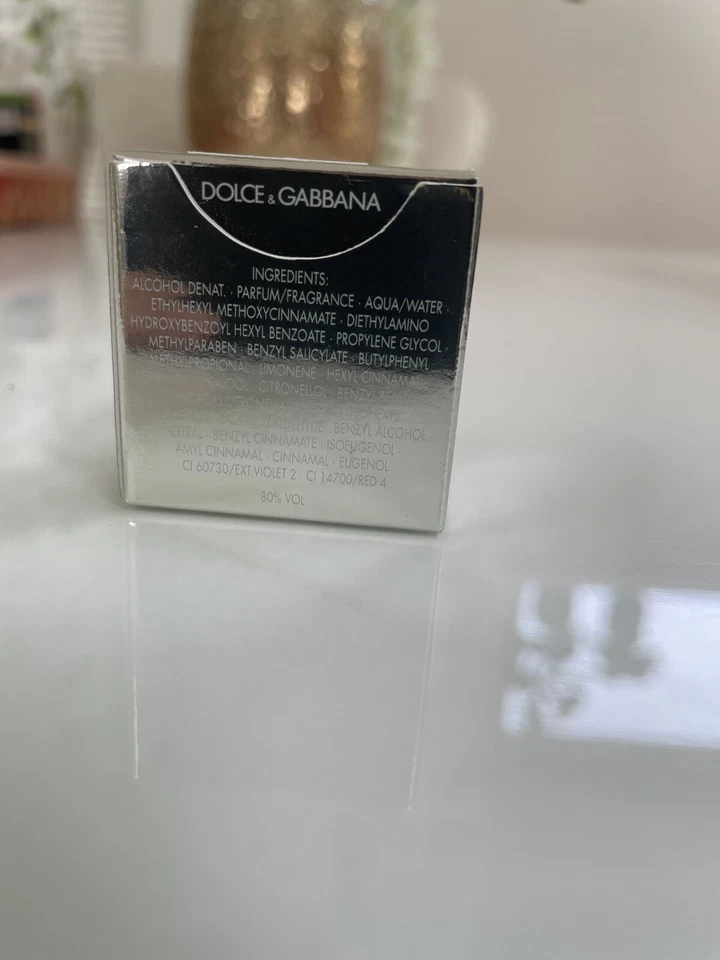 DOLCE & GABBANA
INGREDIENTS:
ALCOHOL DENAT. · PARFUM/FRAGRANCE · AQUA/WATER ·
ETHYLHEXYL METHOXYCINNAMATE · DIETHYLAMINO
HYDROXYBENZOYL HEXYL BENZOATE · PROPYLENE GLYCOL ·
METHYLPARABEN · BENZYL SALICYLATE · BUTYLPHENYL
METHYLPROPIONAL · LIMONENE · HEXYL CINNAMAL ·
CITRONELLOL ·
BENZYL ALCOHOL
CITRAL · BENZYL CINNAMATE · ISOEUGENOL ·
AMYL CINNAMAL · CINNAMAL · EUGENOL
CI 60730/EXT.VIOLET 2 · CI 14700/RED 4
80% VOL.